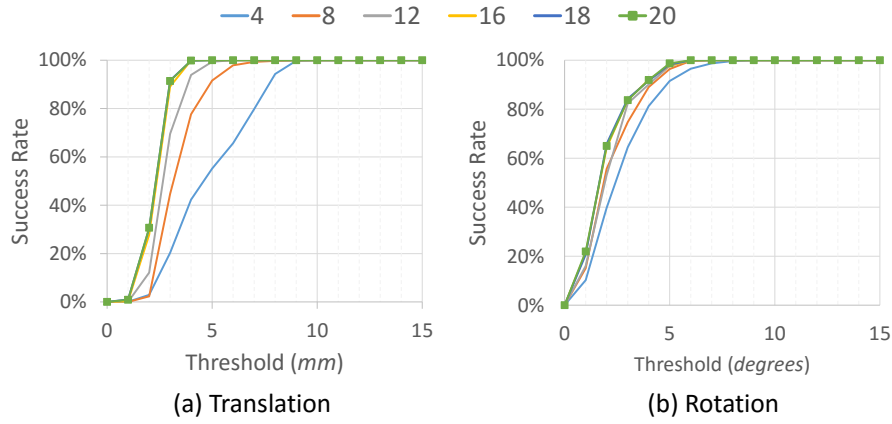 4 8 12 16 18 20
100%
80%
60%
40%
20%
0%
Success Rate
0 5 10 15
Threshold (mm)
(a) Translation
100%
80%
60%
40%
20%
0%
Success Rate
0 5 10 15
Threshold (degrees)
(b) Rotation